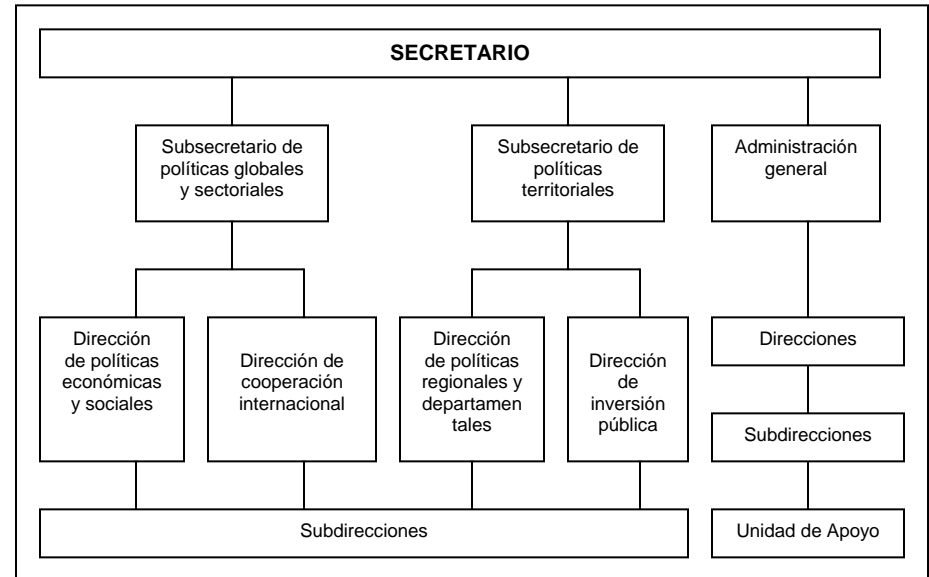 SECRETARIO
Subsecretario de
políticas globales
y sectoriales
Subsecretario de
políticas
territoriales
Administración
general
Dirección
de políticas
económicas
y sociales
Dirección de
cooperación
internacional
Dirección
de políticas
regionales y
departamen
tales
Dirección
de
inversión
pública
Direcciones
Subdirecciones
Subdirecciones
Unidad de Apoyo